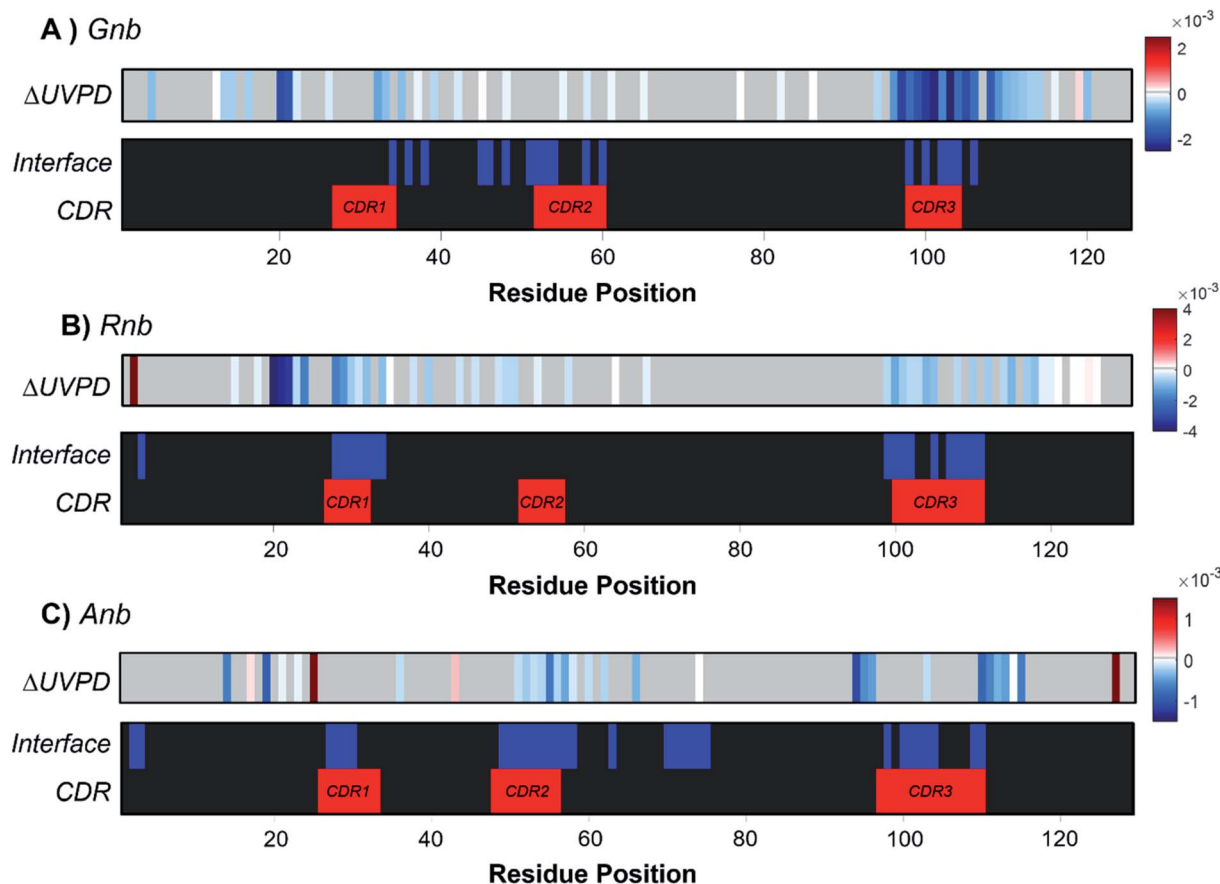 A ) Gnb
×10⁻³
ΔUVPD
2
0
-2
Interface
CDR
CDR1
CDR2
CDR3
20
40
60
80
100
120
Residue Position
B) Rnb
×10⁻³
ΔUVPD
4
2
0
-2
-4
Interface
CDR
CDR1
CDR2
CDR3
20
40
60
80
100
120
Residue Position
C) Anb
×10⁻³
ΔUVPD
1
0
-1
Interface
CDR
CDR1
CDR2
CDR3
20
40
60
80
100
120
Residue Position